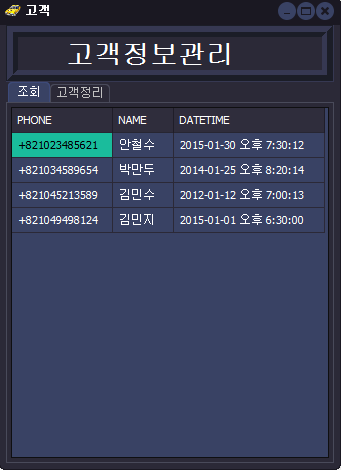 고객
고객정보관리
조회 고객정리
PHONE NAME DATETIME
+821023485621 안철수 2015-01-30 오후 7:30:12
+821034589654 박만두 2014-01-25 오후 8:20:14
+821045213589 김민수 2012-01-12 오후 7:00:13
+821049498124 김민지 2015-01-01 오후 6:30:00